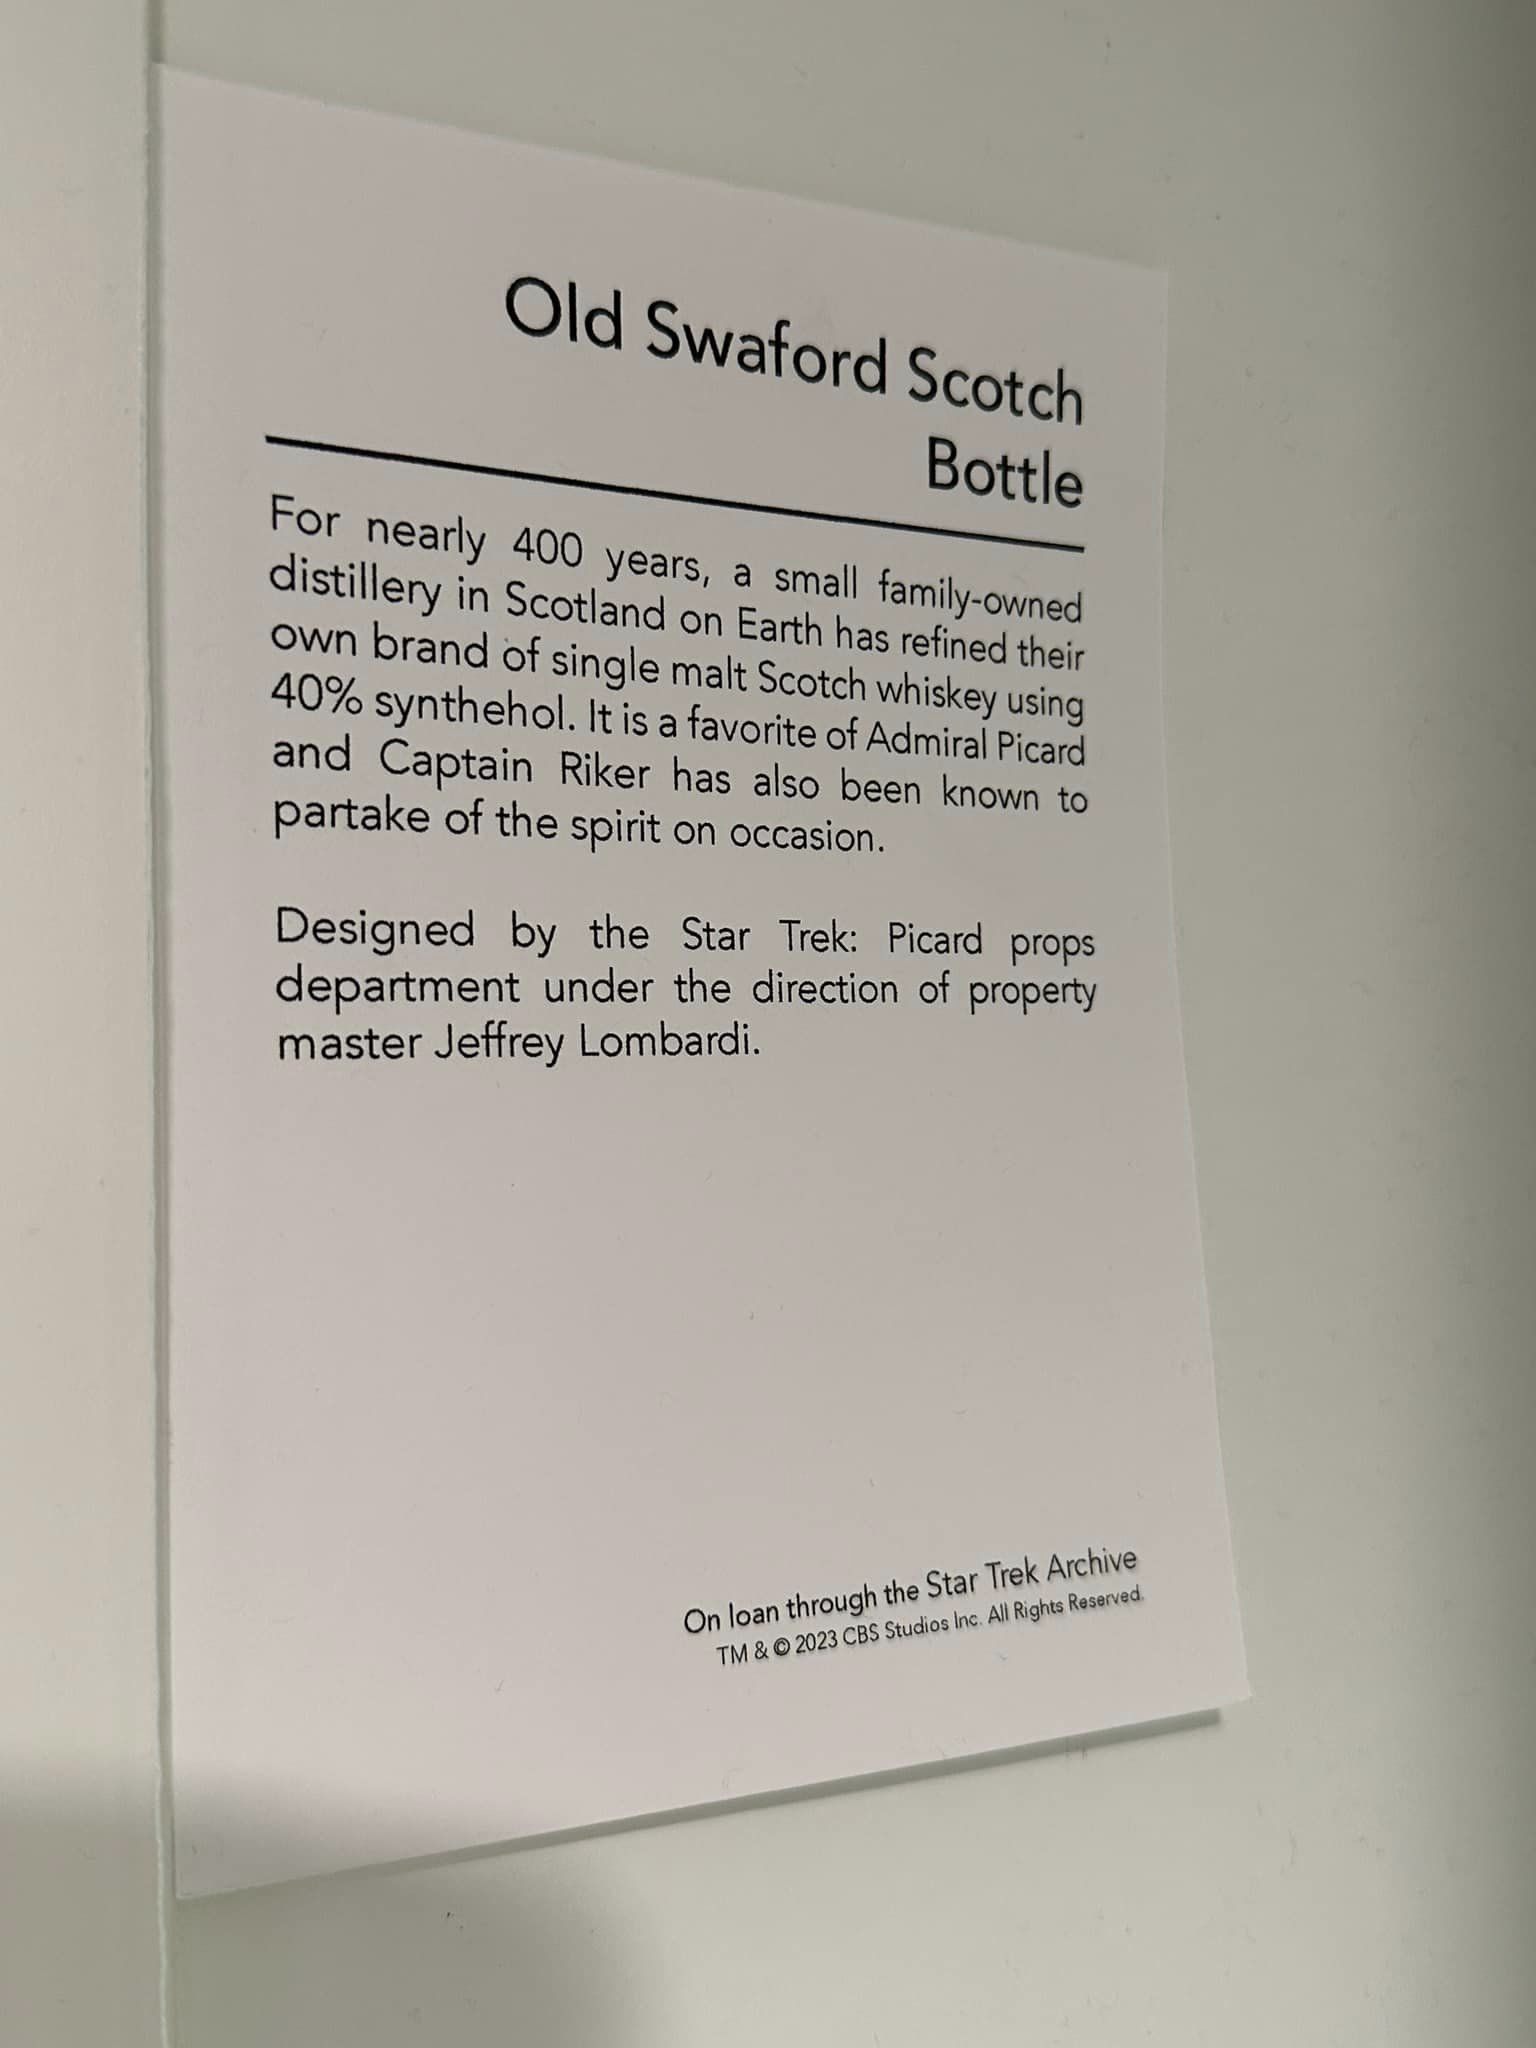 Old Swaford Scotch
Bottle
For nearly 400 years, a small family-owned
distillery in Scotland on Earth has refined their
own brand of single malt Scotch whiskey using
40% synthehol. It is a favorite of Admiral Picard
and Captain Riker has also been known to
partake of the spirit on occasion.
Designed by the Star Trek: Picard props
department under the direction of property
master Jeffrey Lombardi.
On loan through the Star Trek Archive
TM & © 2023 CBS Studios Inc. All Rights Reserved.